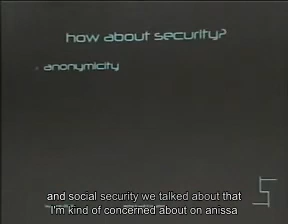 how about security?
anonymicity
and social security we talked about that
I'm kind of concerned about on anissa